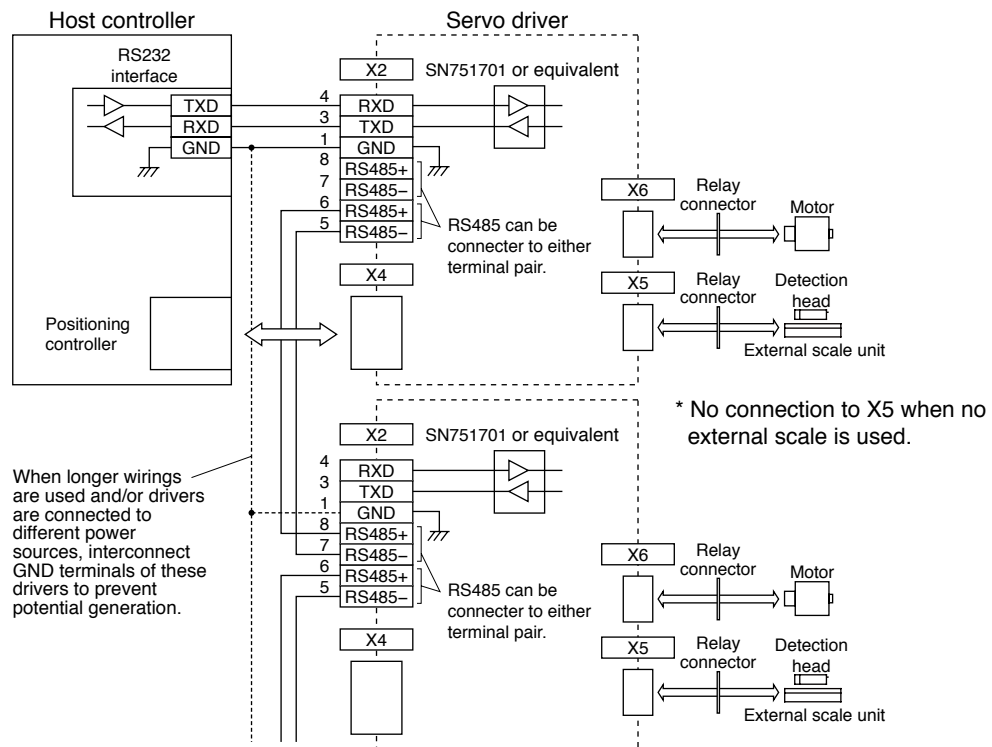 Host controller
Servo driver
RS232
interface
TXD
RXD
GND
Positioning
controller
X2
SN751701 or equivalent
4
RXD
3
TXD
1
GND
8
RS485+
7
RS485–
6
RS485+
5
RS485–
RS485 can be
connecter to either
terminal pair.
X4
X6
Relay
connector
Motor
X5
Relay
connector
Detection
head
External scale unit
* No connection to X5 when no
external scale is used.
When longer wirings
are used and/or drivers
are connected to
different power
sources, interconnect
GND terminals of these
drivers to prevent
potential generation.
X2
SN751701 or equivalent
4
RXD
3
TXD
1
GND
8
RS485+
7
RS485–
6
RS485+
5
RS485–
RS485 can be
connecter to either
terminal pair.
X4
X6
Relay
connector
Motor
X5
Relay
connector
Detection
head
External scale unit